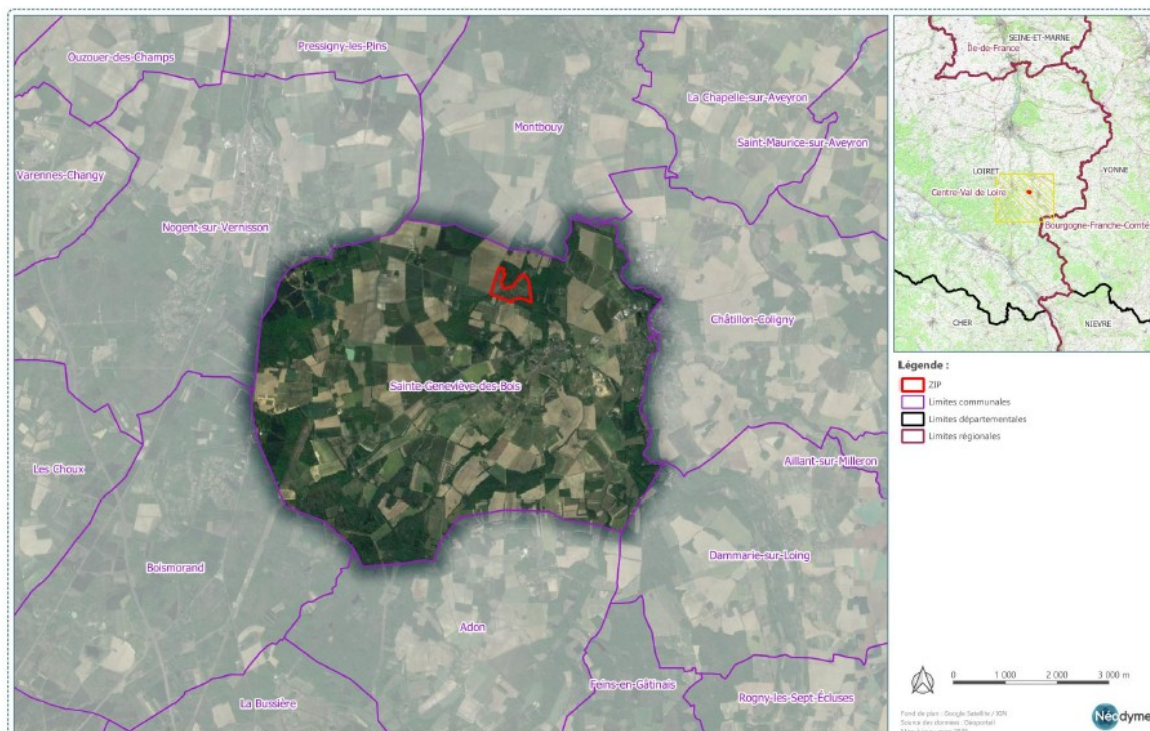 Ouzouer-des-Champs
Pressigny-les-Pins
La Chapelle-sur-Aveyron
Montbouy
Saint-Maurice-sur-Aveyron
Varennes-Changy
Nogent-sur-Vernisson
Châtillon-Coligny
Sainte-Geneviève-des-Bois
Les Choux
Aillant-sur-Milleron
Boismorand
Dammarie-sur-Loing
Adon
La Bussière
Feins-en-Gâtinais
Rogny-les-Sept-Écluses
SEINE-ET-MARNE
Île-de-France
LOIRET
YONNE
Centre-Val de Loire
Bourgogne-Franche-Comté
CHER
NIEVRE
Légende :
ZIP
Limites communales
Limites départementales
Limites régionales
0 1 000 2 000 3 000 m
Fond de plan : Google Satellite / IGN
Source des données : Géoportail
Néodyme